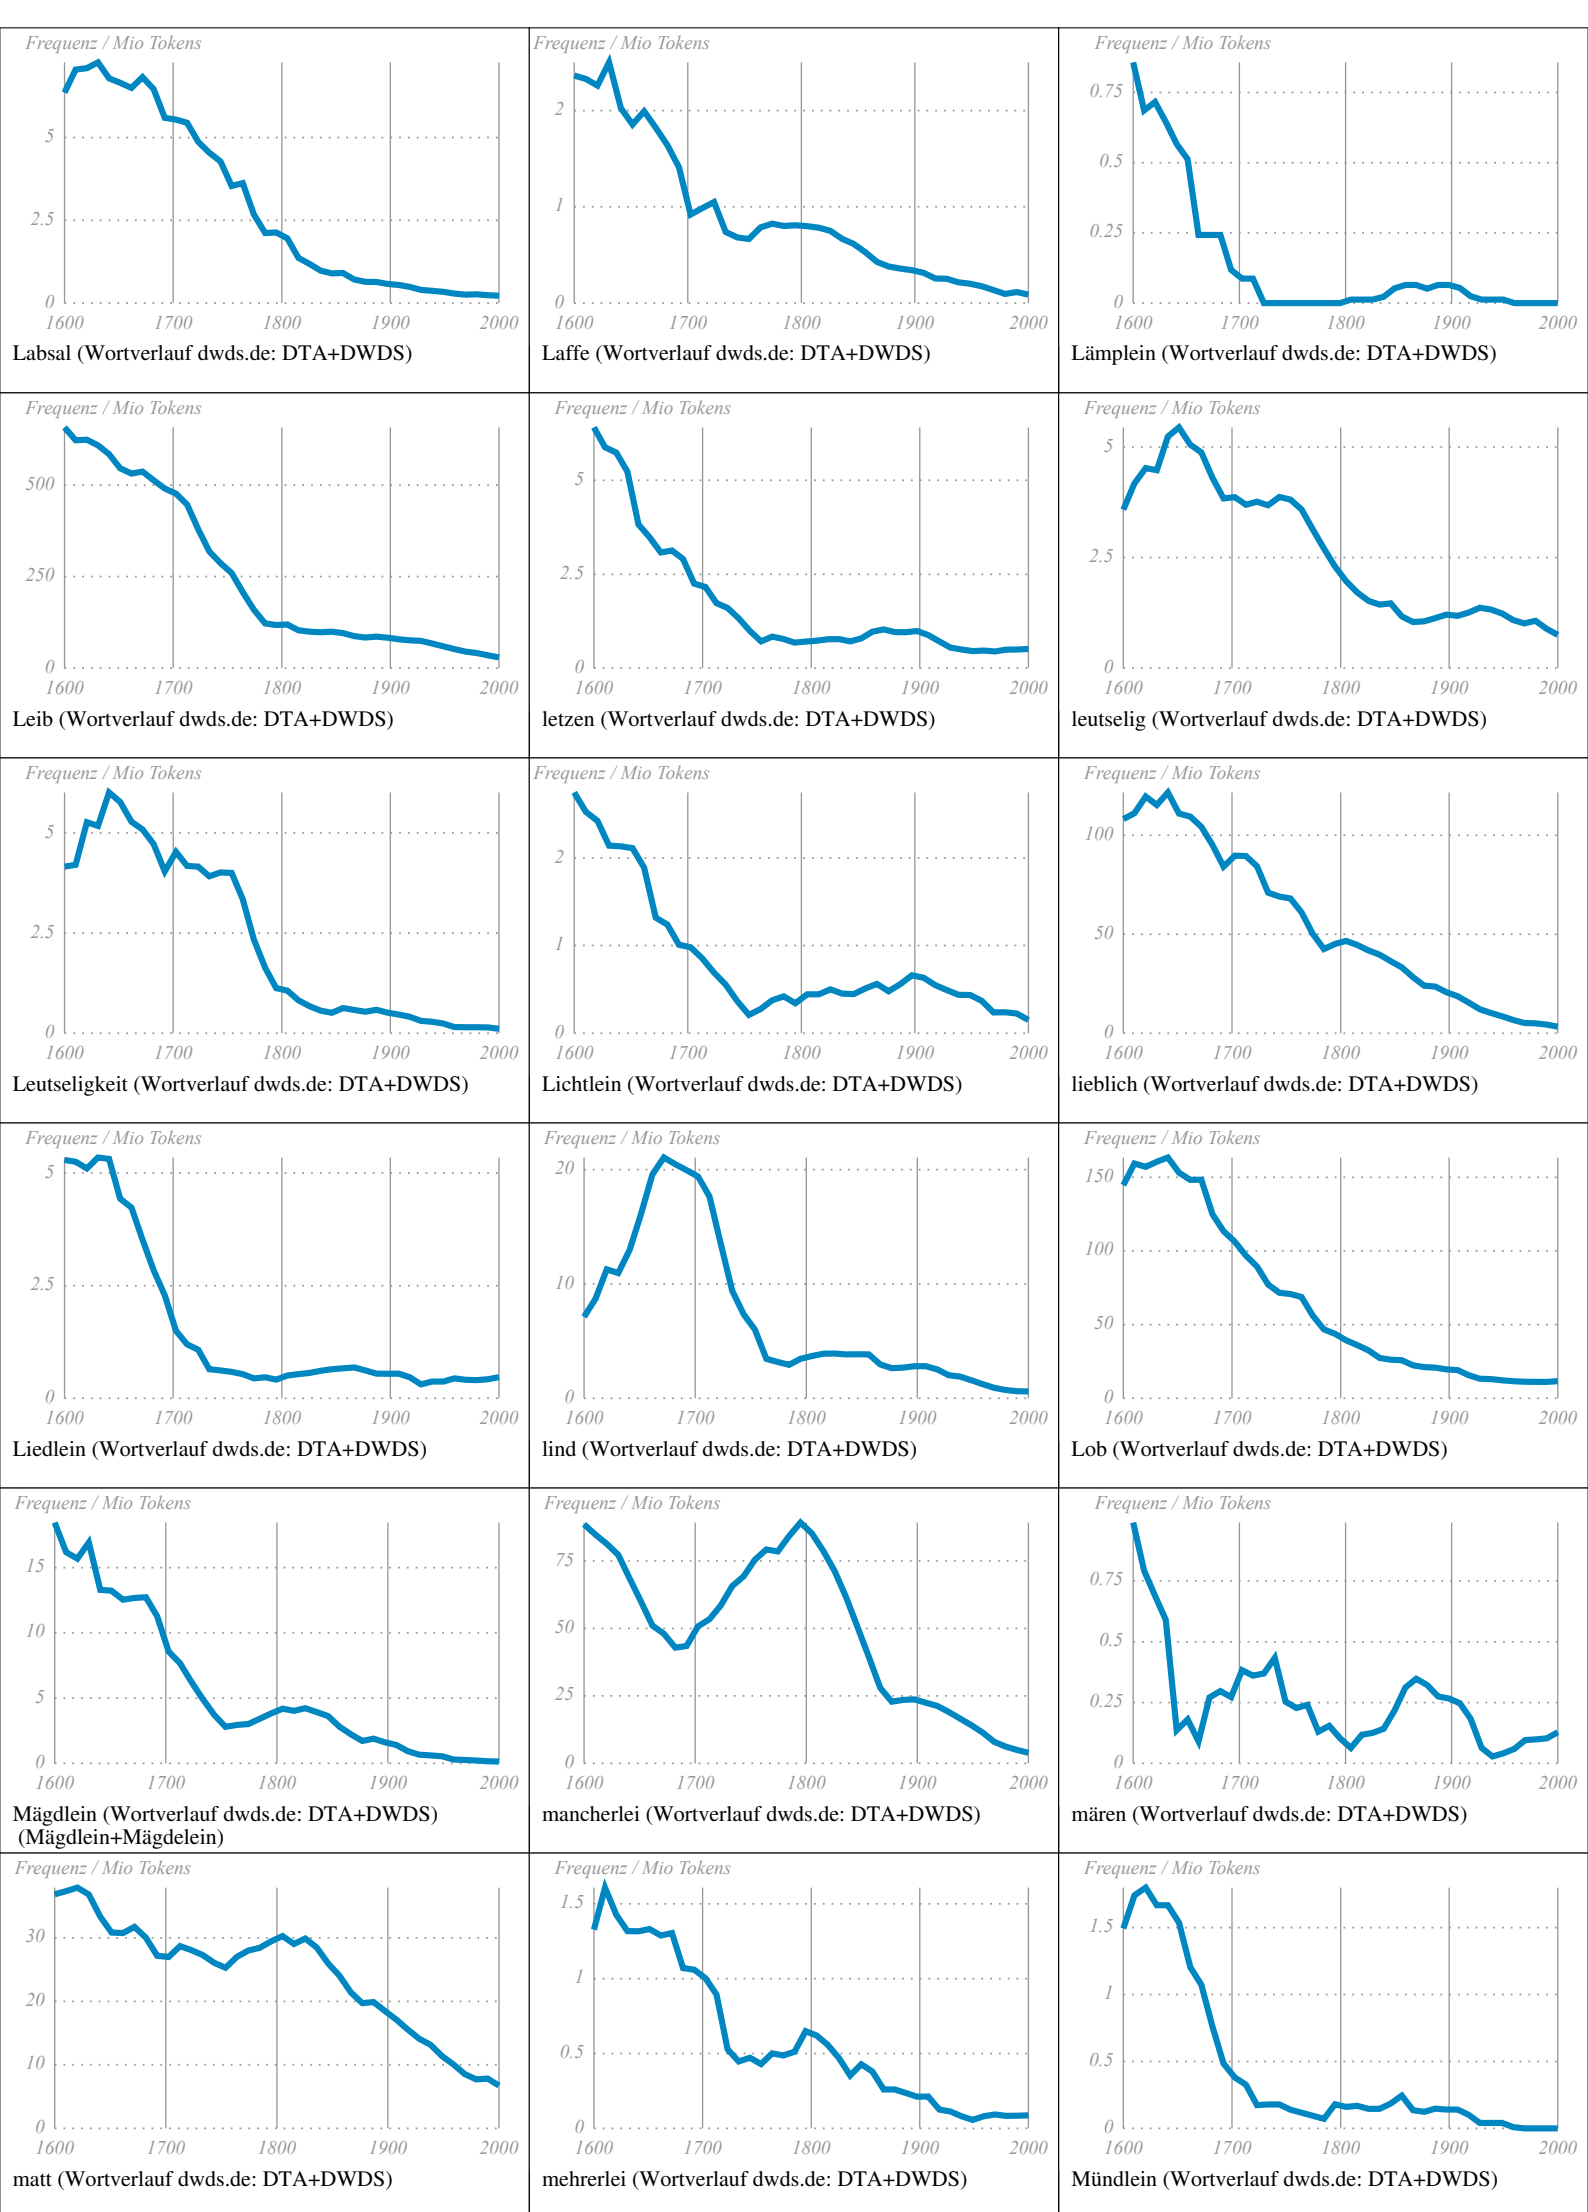 Frequenz / Mio Tokens
5
2.5
0
1600 1700 1800 1900 2000
Labsal (Wortverlauf dwds.de: DTA+DWDS)
Frequenz / Mio Tokens
2
1
0
1600 1700 1800 1900 2000
Laffe (Wortverlauf dwds.de: DTA+DWDS)
Frequenz / Mio Tokens
0.75
0.5
0.25
0
1600 1700 1800 1900 2000
Lämplein (Wortverlauf dwds.de: DTA+DWDS)
Frequenz / Mio Tokens
500
250
0
1600 1700 1800 1900 2000
Leib (Wortverlauf dwds.de: DTA+DWDS)
Frequenz / Mio Tokens
5
2.5
0
1600 1700 1800 1900 2000
letzen (Wortverlauf dwds.de: DTA+DWDS)
Frequenz / Mio Tokens
5
2.5
0
1600 1700 1800 1900 2000
leutselig (Wortverlauf dwds.de: DTA+DWDS)
Frequenz / Mio Tokens
5
2.5
0
1600 1700 1800 1900 2000
Leutseligkeit (Wortverlauf dwds.de: DTA+DWDS)
Frequenz / Mio Tokens
2
1
0
1600 1700 1800 1900 2000
Lichtlein (Wortverlauf dwds.de: DTA+DWDS)
Frequenz / Mio Tokens
100
50
0
1600 1700 1800 1900 2000
lieblich (Wortverlauf dwds.de: DTA+DWDS)
Frequenz / Mio Tokens
5
2.5
0
1600 1700 1800 1900 2000
Liedlein (Wortverlauf dwds.de: DTA+DWDS)
Frequenz / Mio Tokens
20
10
0
1600 1700 1800 1900 2000
lind (Wortverlauf dwds.de: DTA+DWDS)
Frequenz / Mio Tokens
150
100
50
0
1600 1700 1800 1900 2000
Lob (Wortverlauf dwds.de: DTA+DWDS)
Frequenz / Mio Tokens
15
10
5
0
1600 1700 1800 1900 2000
Mägdlein (Wortverlauf dwds.de: DTA+DWDS)
(Mägdlein+Mägdelein)
Frequenz / Mio Tokens
75
50
25
0
1600 1700 1800 1900 2000
mancherlei (Wortverlauf dwds.de: DTA+DWDS)
Frequenz / Mio Tokens
0.75
0.5
0.25
0
1600 1700 1800 1900 2000
mären (Wortverlauf dwds.de: DTA+DWDS)
Frequenz / Mio Tokens
30
20
10
0
1600 1700 1800 1900 2000
matt (Wortverlauf dwds.de: DTA+DWDS)
Frequenz / Mio Tokens
1.5
1
0.5
0
1600 1700 1800 1900 2000
mehrerlei (Wortverlauf dwds.de: DTA+DWDS)
Frequenz / Mio Tokens
1.5
1
0.5
0
1600 1700 1800 1900 2000
Mündlein (Wortverlauf dwds.de: DTA+DWDS)